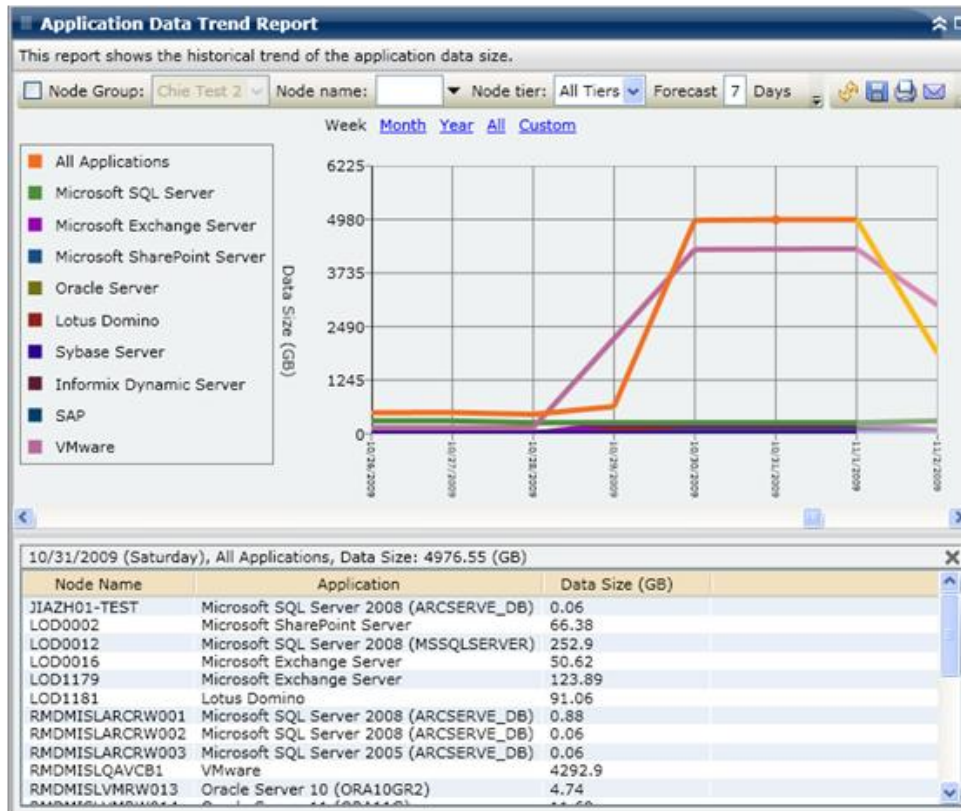 Application Data Trend Report
This report shows the historical trend of the application data size.
Node Group: Chie Test 2 Node name: Node tier: All Tiers Forecast 7 Days
Week Month Year All Custom
All Applications
Microsoft SQL Server
Microsoft Exchange Server
Microsoft SharePoint Server
Oracle Server
Lotus Domino
Sybase Server
Informix Dynamic Server
SAP
VMware
Data Size (GB)
6225
4980
3735
2490
1245
0
10/26/2009
10/27/2009
10/28/2009
10/29/2009
10/30/2009
10/31/2009
11/1/2009
11/2/2009
10/31/2009 (Saturday), All Applications, Data Size: 4976.55 (GB)
Node Name Application Data Size (GB)
JIAZH01-TEST Microsoft SQL Server 2008 (ARCSERVE_DB) 0.06
LOD0002 Microsoft SharePoint Server 66.38
LOD0012 Microsoft SQL Server 2008 (MSSQLSERVER) 252.9
LOD0016 Microsoft Exchange Server 50.62
LOD1179 Microsoft Exchange Server 123.89
LOD1181 Lotus Domino 91.06
RMDMISLARCRW001 Microsoft SQL Server 2008 (ARCSERVE_DB) 0.88
RMDMISLARCRW002 Microsoft SQL Server 2008 (ARCSERVE_DB) 0.06
RMDMISLARCRW003 Microsoft SQL Server 2005 (ARCSERVE_DB) 0.06
RMDMISLQAVCB1 VMware 4292.9
RMDMISLVMRW013 Oracle Server 10 (ORA10GR2) 4.74